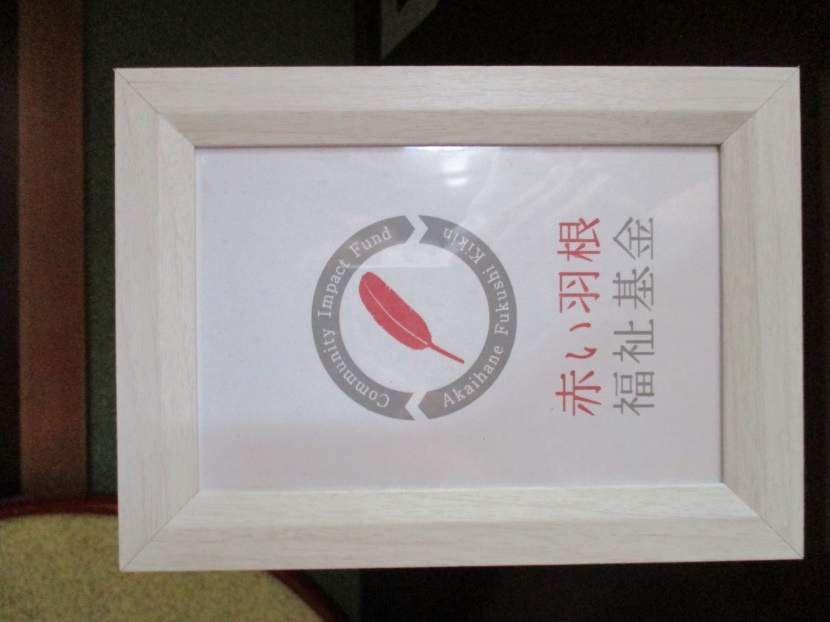 Community Impact Fund
Akaihane Fukushi Kikin
赤い羽根
福祉基金